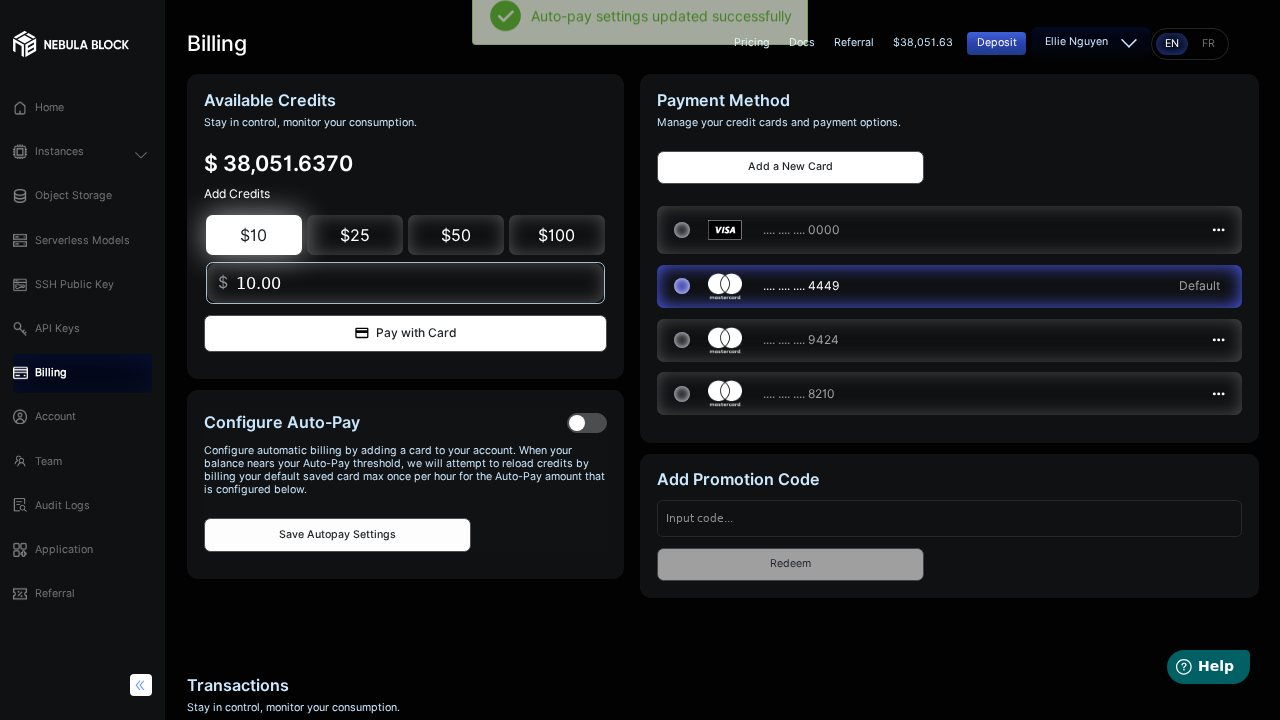 NEBULA BLOCK
Home
Instances
Object Storage
Serverless Models
SSH Public Key
API Keys
Billing
Account
Team
Audit Logs
Application
Referral
Auto-pay settings updated successfully
Billing
Pricing
Docs
Referral
$38,051.63
Deposit
Ellie Nguyen
EN
FR
Available Credits
Stay in control, monitor your consumption.
$ 38,051.6370
Add Credits
$10
$25
$50
$100
$ 10.00
Pay with Card
Configure Auto-Pay
Configure automatic billing by adding a card to your account. When your
balance nears your Auto-Pay threshold, we will attempt to reload credits by
billing your default saved card max once per hour for the Auto-Pay amount that
is configured below.
Save Autopay Settings
Payment Method
Manage your credit cards and payment options.
Add a New Card
VISA
.... .... .... 0000
mastercard
.... .... .... 4449
Default
mastercard
.... .... .... 9424
mastercard
.... .... .... 8210
Add Promotion Code
Input code...
Redeem
Transactions
Stay in control, monitor your consumption.
Help